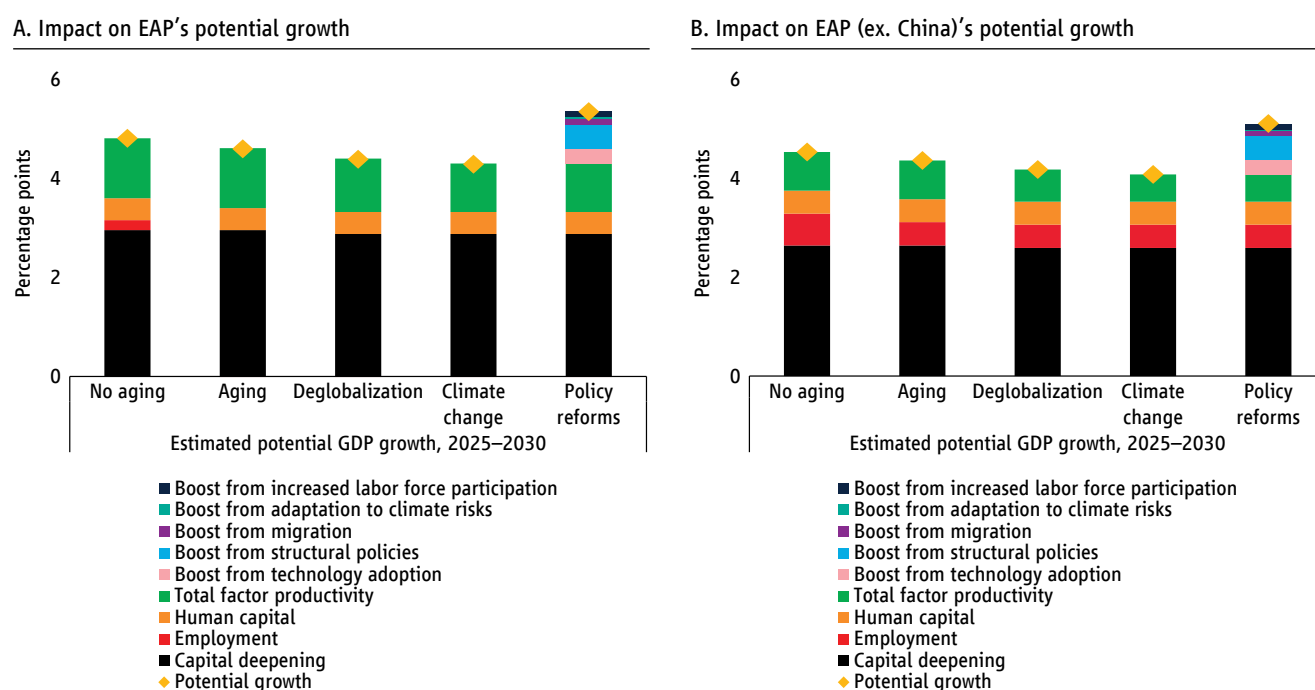 A. Impact on EAP's potential growth
Percentage points
6
4
2
0
No aging
Aging
Deglobalization
Climate
change
Policy
reforms
Estimated potential GDP growth, 2025–2030
Boost from increased labor force participation
Boost from adaptation to climate risks
Boost from migration
Boost from structural policies
Boost from technology adoption
Total factor productivity
Human capital
Employment
Capital deepening
Potential growth
B. Impact on EAP (ex. China)'s potential growth
Percentage points
6
4
2
0
No aging
Aging
Deglobalization
Climate
change
Policy
reforms
Estimated potential GDP growth, 2025–2030
Boost from increased labor force participation
Boost from adaptation to climate risks
Boost from migration
Boost from structural policies
Boost from technology adoption
Total factor productivity
Human capital
Employment
Capital deepening
Potential growth